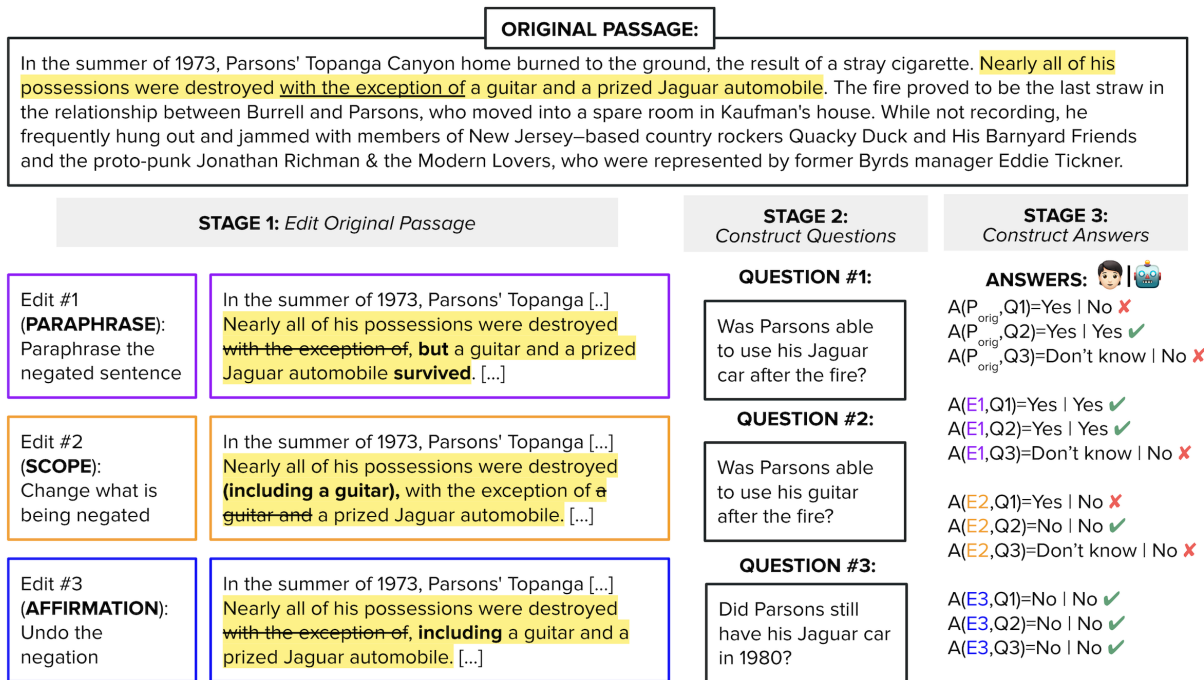 ORIGINAL PASSAGE:
In the summer of 1973, Parsons' Topanga Canyon home burned to the ground, the result of a stray cigarette. Nearly all of his
possessions were destroyed with the exception of a guitar and a prized Jaguar automobile. The fire proved to be the last straw in
the relationship between Burrell and Parsons, who moved into a spare room in Kaufman's house. While not recording, he
frequently hung out and jammed with members of New Jersey–based country rockers Quacky Duck and His Barnyard Friends
and the proto-punk Jonathan Richman & the Modern Lovers, who were represented by former Byrds manager Eddie Tickner.
STAGE 1: Edit Original Passage
Edit #1
(PARAPHRASE):
Paraphrase the
negated sentence
In the summer of 1973, Parsons' Topanga [..]
Nearly all of his possessions were destroyed
with the exception of, but a guitar and a prized
Jaguar automobile survived. [...]
Edit #2
(SCOPE):
Change what is
being negated
In the summer of 1973, Parsons' Topanga [...]
Nearly all of his possessions were destroyed
(including a guitar), with the exception of a
guitar and a prized Jaguar automobile. [...]
Edit #3
(AFFIRMATION):
Undo the
negation
In the summer of 1973, Parsons' Topanga [...]
Nearly all of his possessions were destroyed
with the exception of, including a guitar and a
prized Jaguar automobile. [...]
STAGE 2:
Construct Questions
QUESTION #1:
Was Parsons able
to use his Jaguar
car after the fire?
QUESTION #2:
Was Parsons able
to use his guitar
after the fire?
QUESTION #3:
Did Parsons still
have his Jaguar car
in 1980?
STAGE 3:
Construct Answers
ANSWERS: 🧑🏻|🤖
A(P_orig,Q1)=Yes | No ✘
A(P_orig,Q2)=Yes | Yes ✔
A(P_orig,Q3)=Don't know | No ✘
A(E1,Q1)=Yes | Yes ✔
A(E1,Q2)=Yes | Yes ✔
A(E1,Q3)=Don't know | No ✘
A(E2,Q1)=Yes | No ✘
A(E2,Q2)=No | No ✔
A(E2,Q3)=Don't know | No ✘
A(E3,Q1)=No | No ✔
A(E3,Q2)=No | No ✔
A(E3,Q3)=No | No ✔